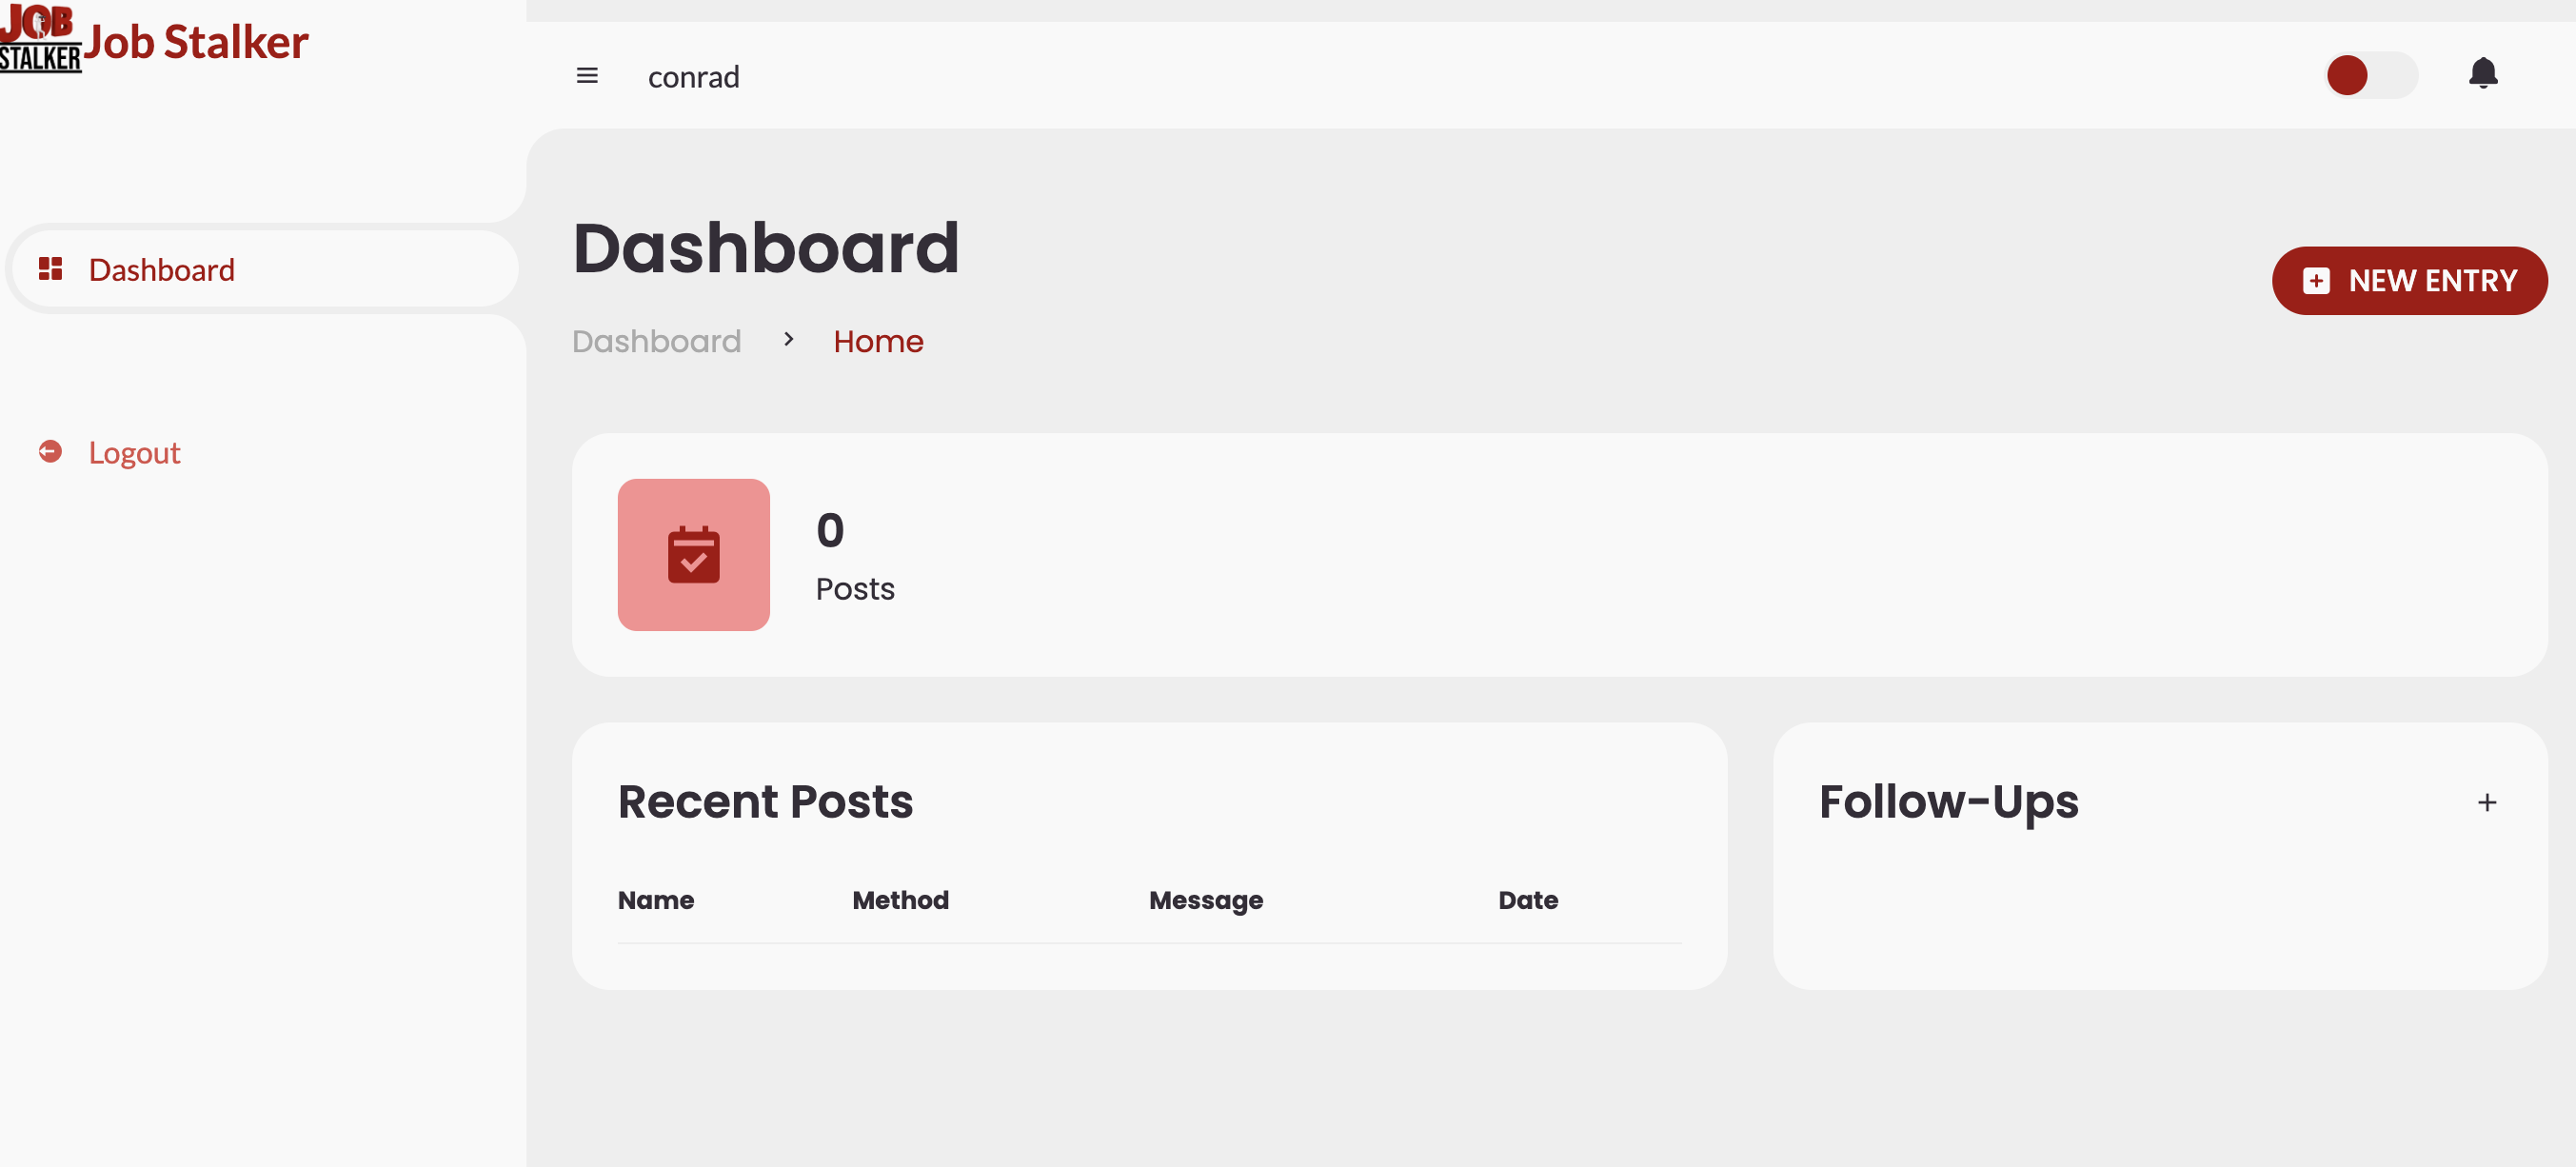 JOB
STALKER
Job Stalker
conrad
Dashboard
Logout
Dashboard
NEW ENTRY
Dashboard
Home
0
Posts
Recent Posts
Name Method Message Date
Follow-Ups